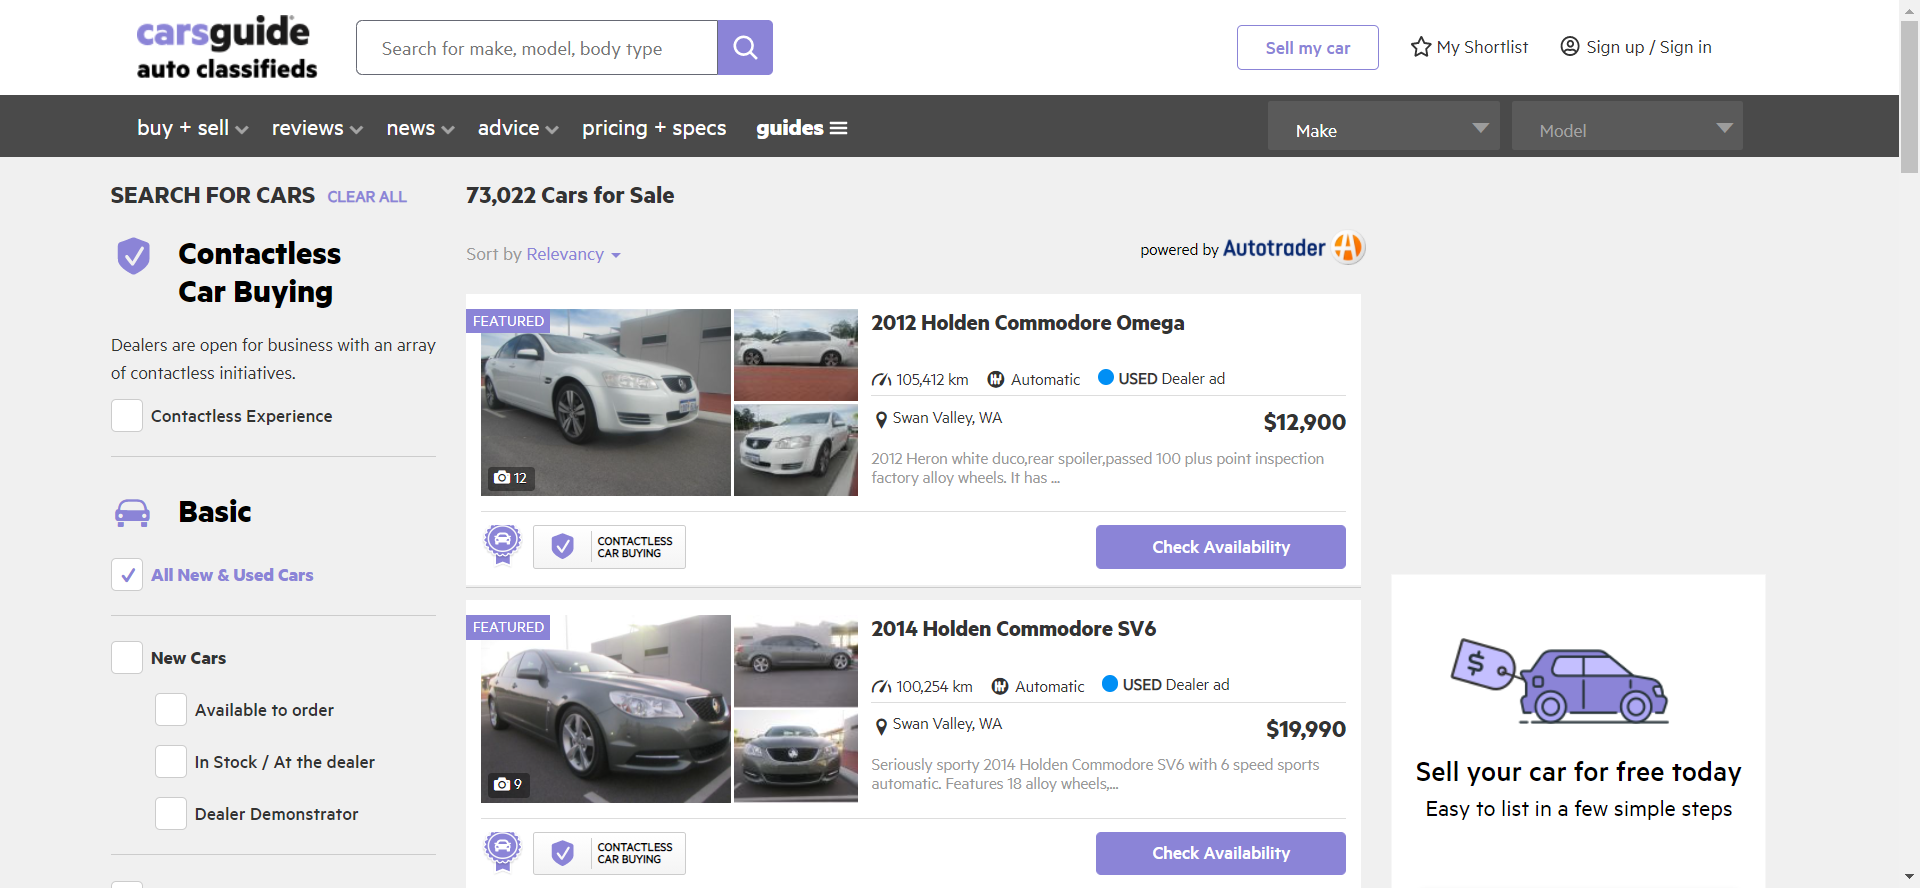 carsguide
auto classifieds
Search for make, model, body type
Sell my car
My Shortlist
Sign up / Sign in
buy + sell
reviews
news
advice
pricing + specs
guides
Make
Model
SEARCH FOR CARS
CLEAR ALL
Contactless
Car Buying
Dealers are open for business with an array
of contactless initiatives.
Contactless Experience
Basic
All New & Used Cars
New Cars
Available to order
In Stock / At the dealer
Dealer Demonstrator
73,022 Cars for Sale
Sort by Relevancy
powered by Autotrader
FEATURED
12
2012 Holden Commodore Omega
105,412 km
Automatic
USED Dealer ad
Swan Valley, WA
$12,900
2012 Heron white duco,rear spoiler,passed 100 plus point inspection
factory alloy wheels. It has ...
CONTACTLESS
CAR BUYING
Check Availability
FEATURED
9
2014 Holden Commodore SV6
100,254 km
Automatic
USED Dealer ad
Swan Valley, WA
$19,990
Seriously sporty 2014 Holden Commodore SV6 with 6 speed sports
automatic. Features 18 alloy wheels,...
CONTACTLESS
CAR BUYING
Check Availability
$
Sell your car for free today
Easy to list in a few simple steps